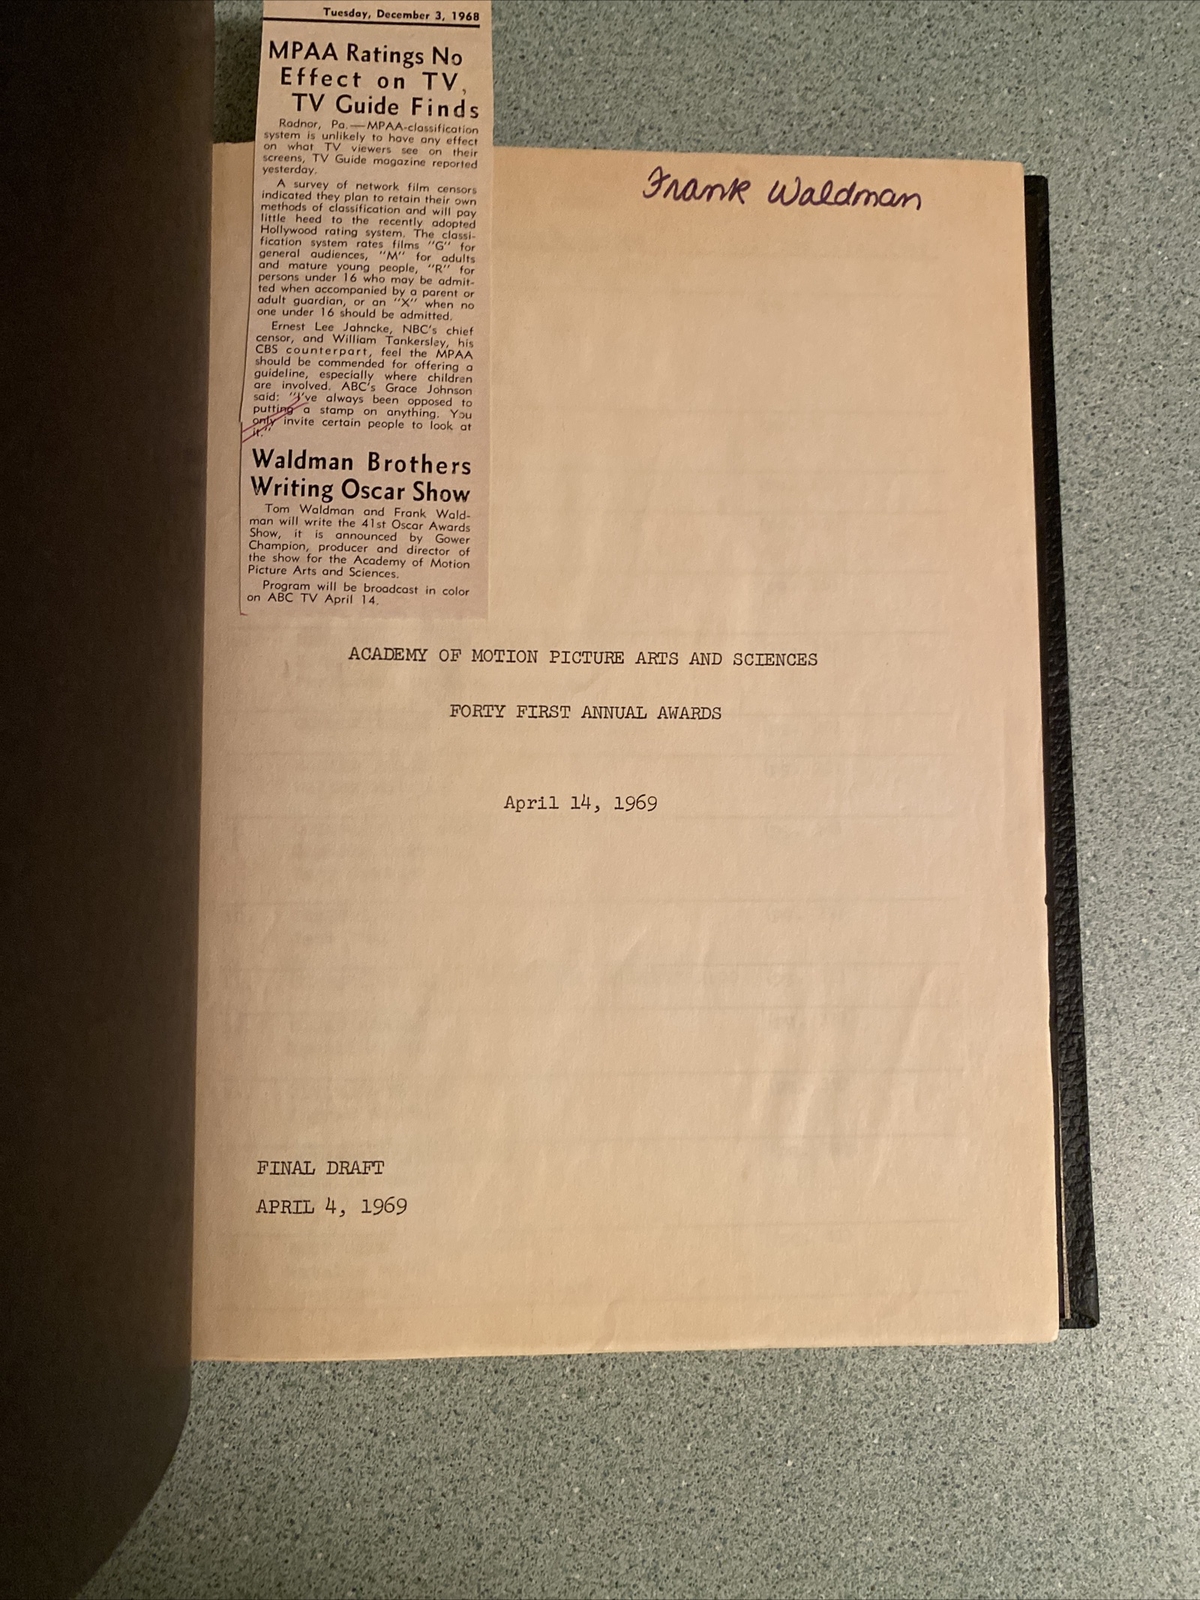 Tuesday, December 3, 1968
MPAA Ratings No
Effect on TV,
TV Guide Finds
Radnor, Pa.—MPAA-classification
system is unlikely to have any effect
on what TV viewers see on their
screens, TV Guide magazine reported
yesterday.
A survey of network film censors
indicated they plan to retain their own
methods of classification and will pay
little heed to the recently adopted
Hollywood rating system. The classi-
fication system rates films "G" for
general audiences, "M" for adults
and mature young people, "R" for
persons under 16 who may be admit-
ted when accompanied by a parent or
adult guardian, or an "X" when no
one under 16 should be admitted.
Ernest Lee Jahncke, NBC's chief
censor, and William Tankersley, his
CBS counterpart, feel the MPAA
should be commended for offering a
guideline, especially where children
are involved. ABC's Grace Johnson
said: "I've always been opposed to
putting a stamp on anything. You
only invite certain people to look at
it."
Waldman Brothers
Writing Oscar Show
Tom Waldman and Frank Wald-
man will write the 41st Oscar Awards
Show, it is announced by Gower
Champion, producer and director of
the show for the Academy of Motion
Picture Arts and Sciences.
Program will be broadcast in color
on ABC TV April 14.
Frank Waldman
ACADEMY OF MOTION PICTURE ARTS AND SCIENCES
FORTY FIRST ANNUAL AWARDS
April 14, 1969
FINAL DRAFT
APRIL 4, 1969